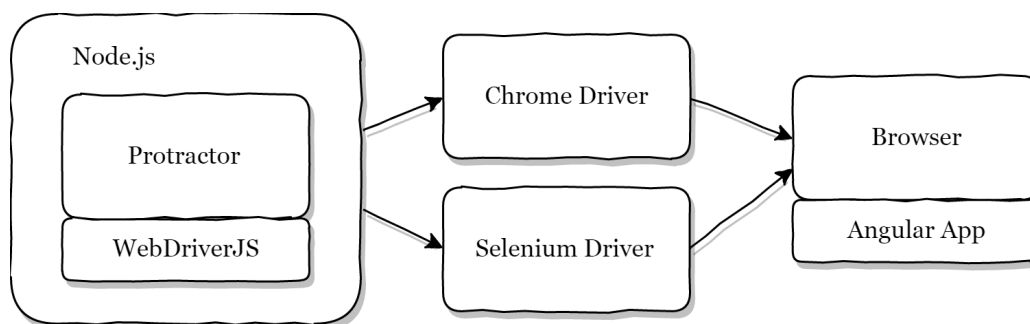 Node.js
Protractor
WebDriverJS
Chrome Driver
Selenium Driver
Browser
Angular App